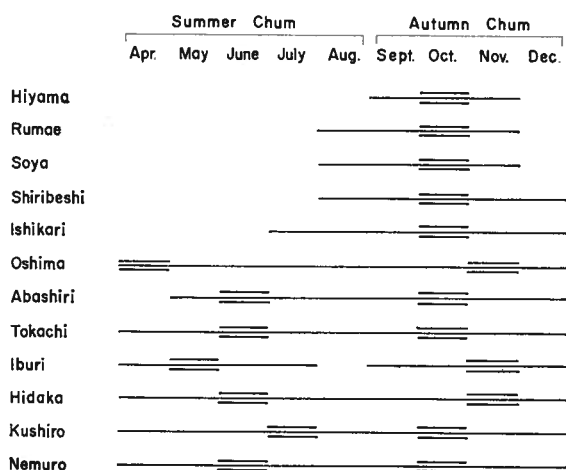 Summer Chum Autumn Chum
Apr. May June July Aug. Sept. Oct. Nov. Dec.
Hiyama
Rumae
Soya
Shiribeshi
Ishikari
Oshima
Abashiri
Tokachi
Iburi
Hidaka
Kushiro
Nemuro